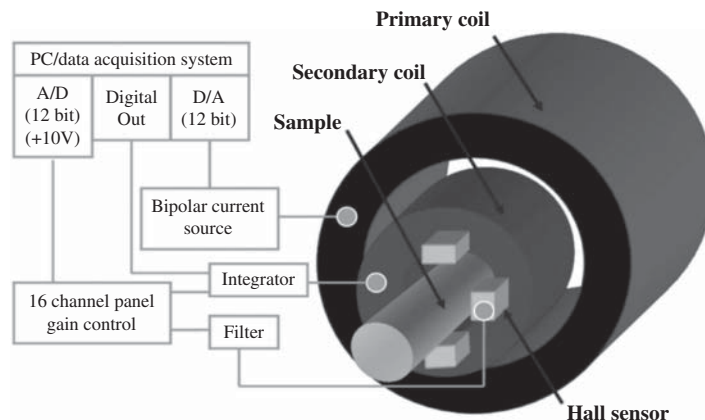 Primary coil
PC/data acquisition system
A/D
(12 bit)
(+10V)
Digital
Out
D/A
(12 bit)
Secondary coil
Sample
Bipolar current
source
Integrator
16 channel panel
gain control
Filter
Hall sensor